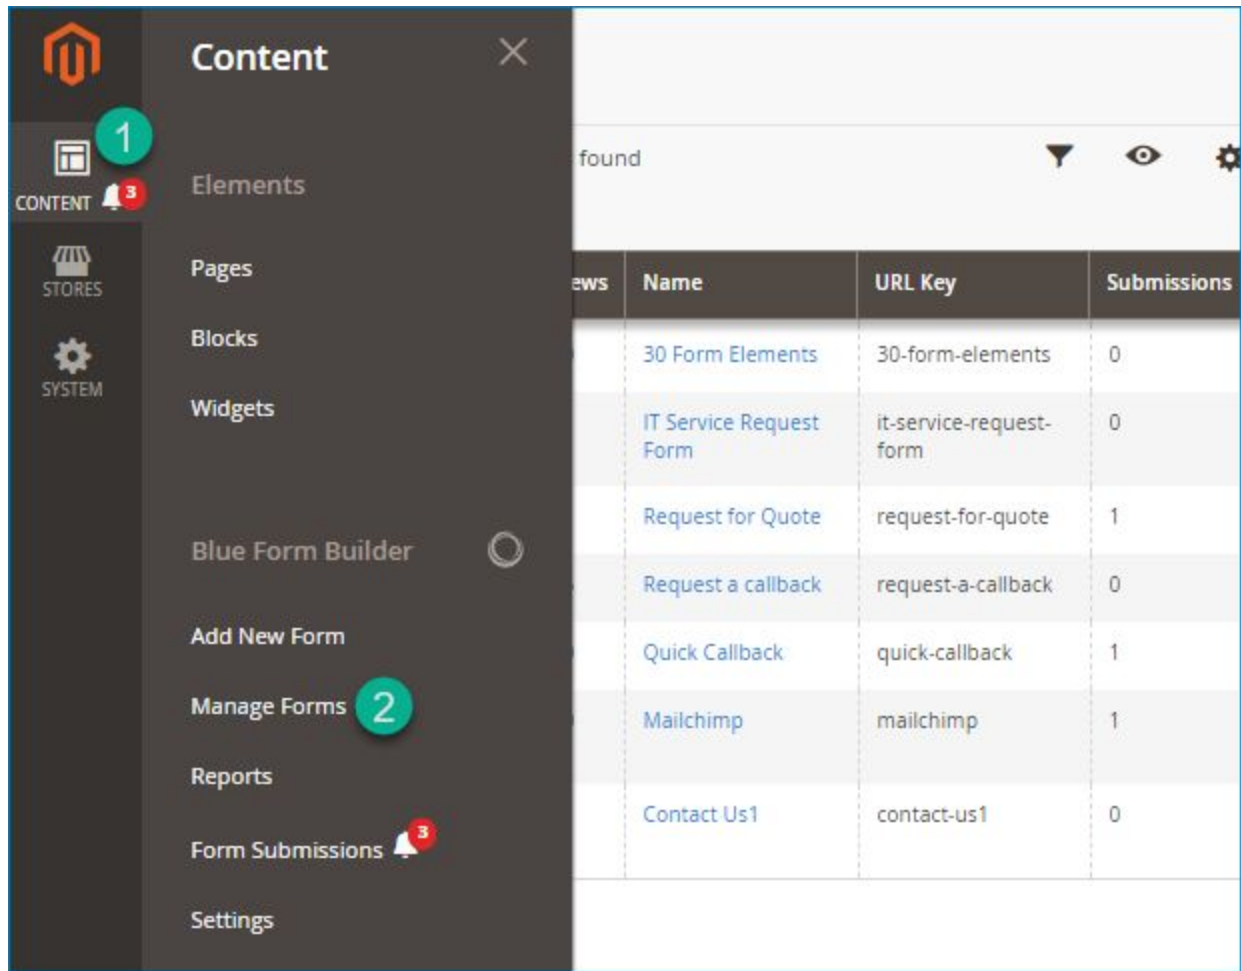 Content
1
CONTENT 3
found
Elements
STORES
Pages
ews Name URL Key Submissions
Blocks
30 Form Elements 30-form-elements 0
SYSTEM
Widgets
IT Service Request it-service-request- 0
Form form
Request for Quote request-for-quote 1
Blue Form Builder
Request a callback request-a-callback 0
Add New Form
Quick Callback quick-callback 1
Manage Forms 2
Mailchimp mailchimp 1
Reports
Contact Us1 contact-us1 0
Form Submissions 3
Settings